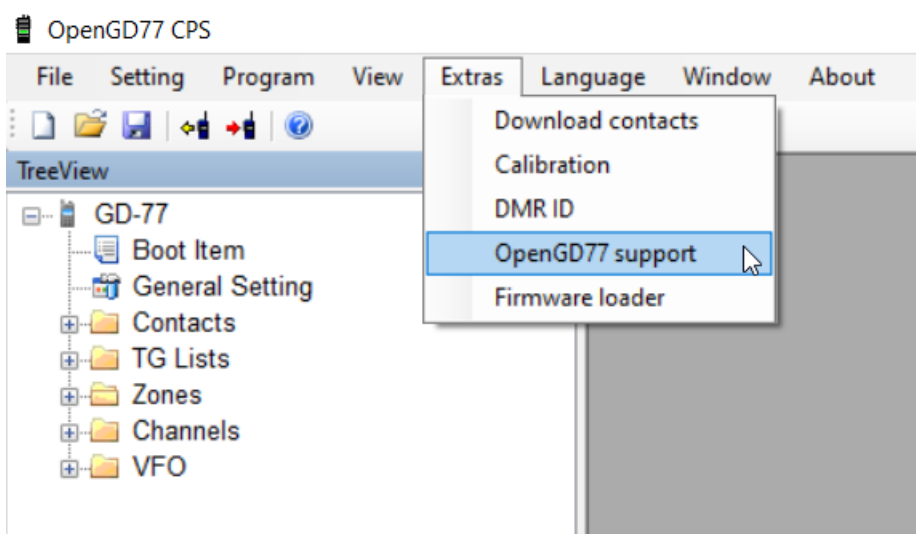 OpenGD77 CPS
File Setting Program View Extras Language Window About
Download contacts
Calibration
DMR ID
OpenGD77 support
Firmware loader
TreeView
GD-77
Boot Item
General Setting
Contacts
TG Lists
Zones
Channels
VFO